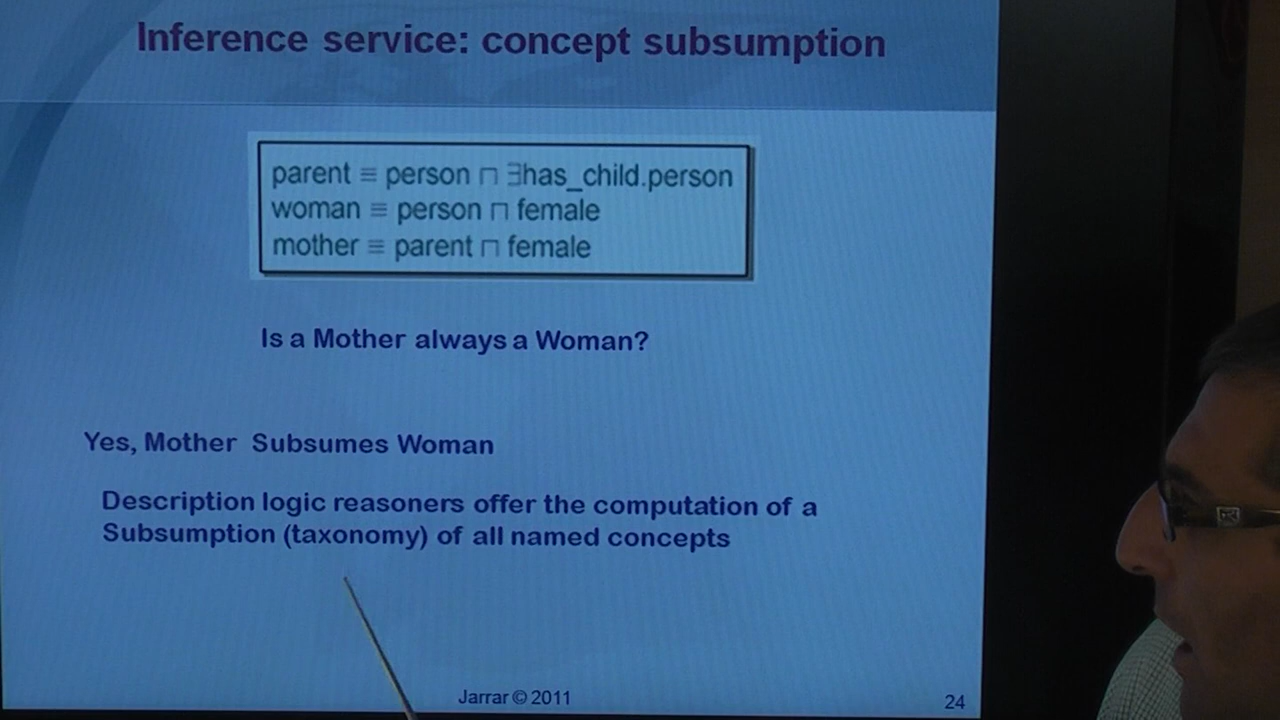 Inference service: concept subsumption
parent ≡ person ⊓ ∃has_child.person
woman ≡ person ⊓ female
mother ≡ parent ⊓ female
Is a Mother always a Woman?
Yes, Mother Subsumes Woman
Description logic reasoners offer the computation of a
Subsumption (taxonomy) of all named concepts
Jarrar © 2011
24